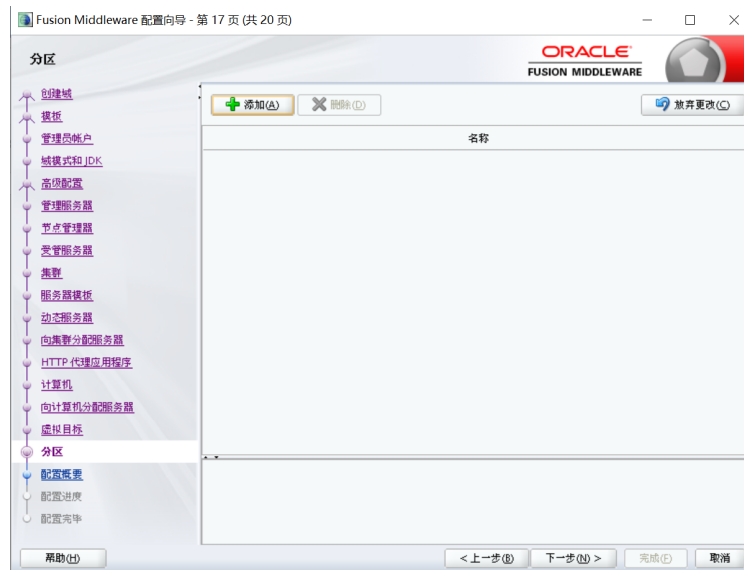 Fusion Middleware 配置向导 - 第 17 页 (共 20 页)
分区
ORACLE
FUSION MIDDLEWARE
创建域
模板
管理员帐户
域模式和 JDK
高级配置
管理服务器
节点管理器
受管服务器
集群
服务器模板
动态服务器
向集群分配服务器
HTTP 代理应用程序
计算机
向计算机分配服务器
虚拟目标
分区
配置概要
配置进度
配置完毕
添加(A) 删除(D) 放弃更改(C)
名称
帮助(H) < 上一步(B) 下一步(N) > 完成(F) 取消